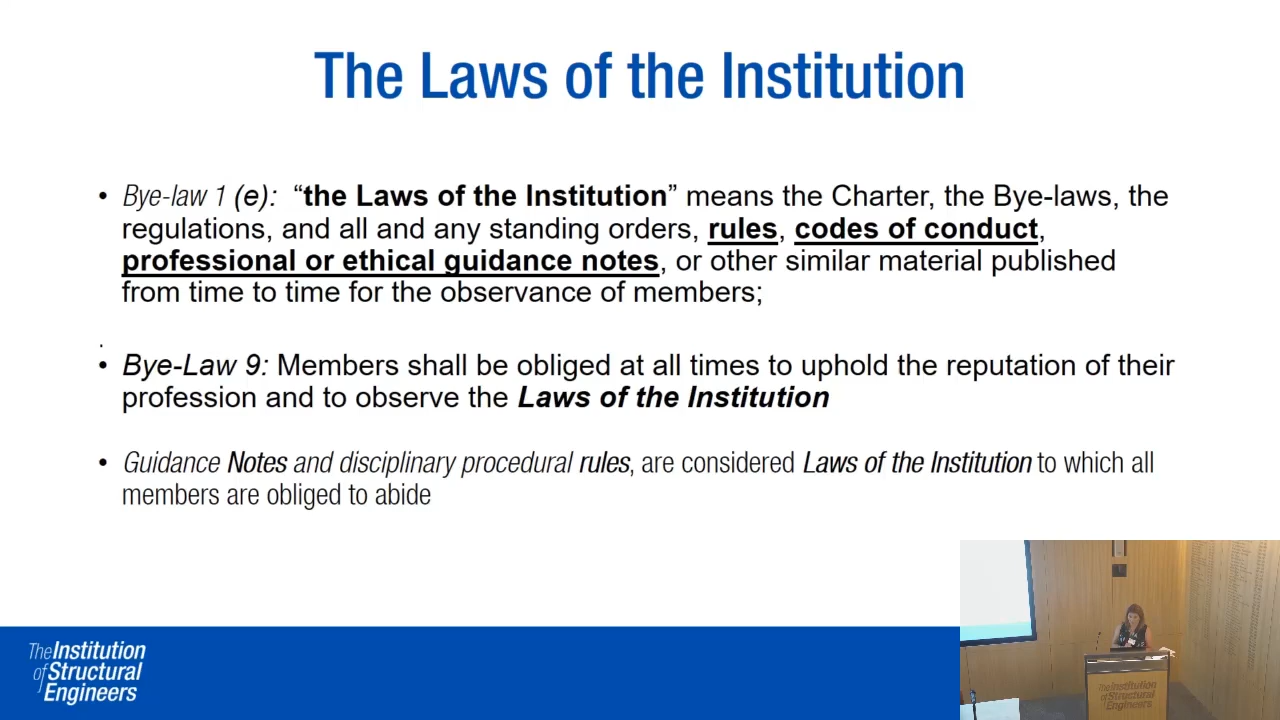 The Laws of the Institution
• Bye-law 1 (e): “the Laws of the Institution” means the Charter, the Bye-laws, the
regulations, and all and any standing orders, rules, codes of conduct,
professional or ethical guidance notes, or other similar material published
from time to time for the observance of members;
.
• Bye-Law 9: Members shall be obliged at all times to uphold the reputation of their
profession and to observe the Laws of the Institution
• Guidance Notes and disciplinary procedural rules, are considered Laws of the Institution to which all
members are obliged to abide
The Institution
of Structural
Engineers
The Institution
of Structural
Engineers